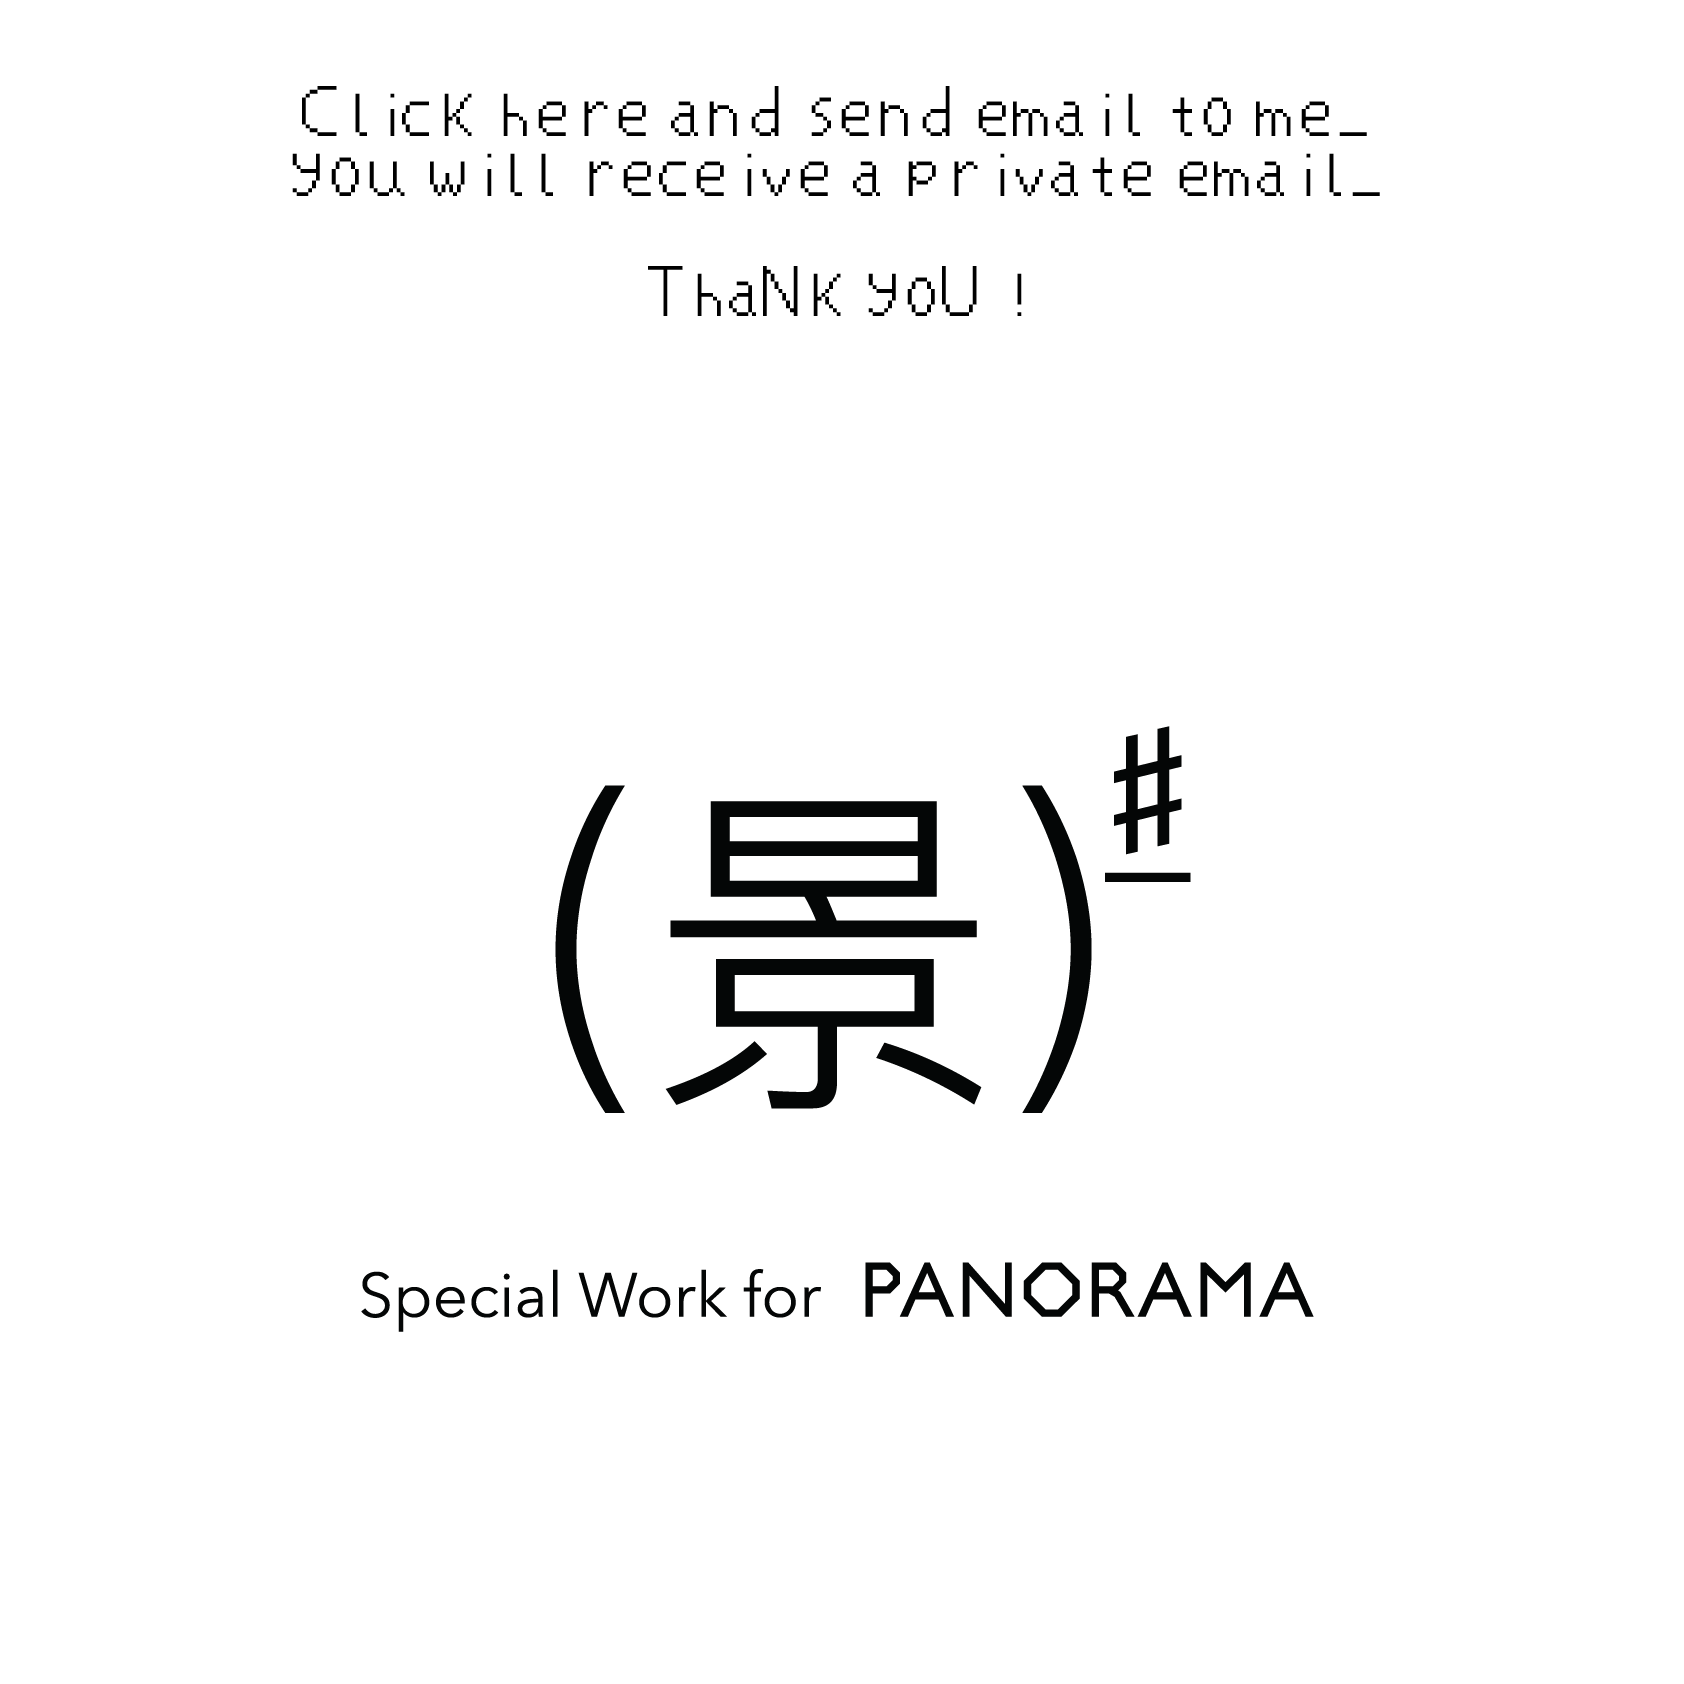 Click here and send email to me_
you will receive a private email_
ThaNK yoU !
(景)♯
Special Work for PANORAMA